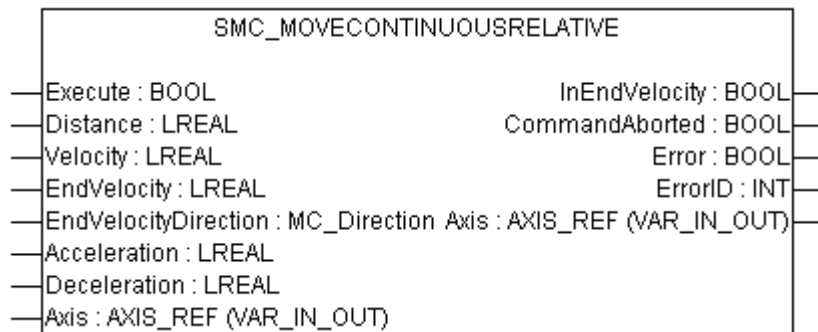 SMC_MOVECONTINUOUSRELATIVE
Execute : BOOL InEndVelocity : BOOL
Distance : LREAL CommandAborted : BOOL
Velocity : LREAL Error : BOOL
EndVelocity : LREAL ErrorID : INT
EndVelocityDirection : MC_Direction Axis : AXIS_REF (VAR_IN_OUT)
Acceleration : LREAL
Deceleration : LREAL
Axis : AXIS_REF (VAR_IN_OUT)